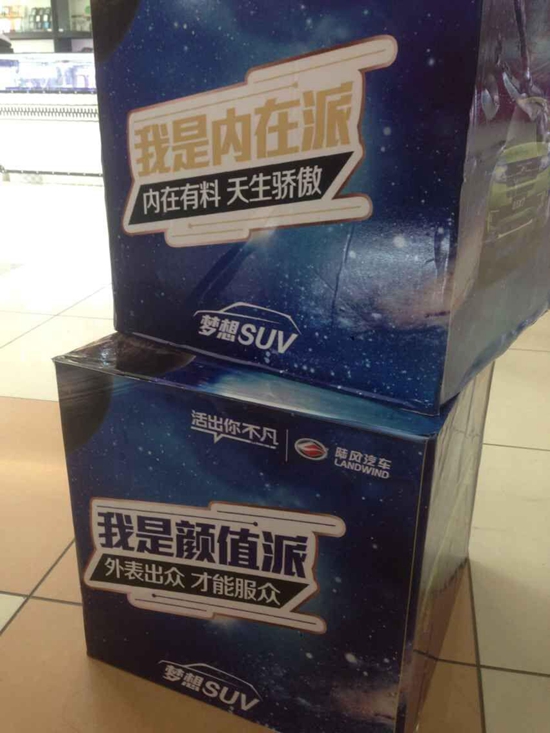 我是内在派
内在有料 天生骄傲
梦想SUV
活出你不凡
陆风汽车
LANDWIND
我是颜值派
外表出众 才能服众
梦想SUV